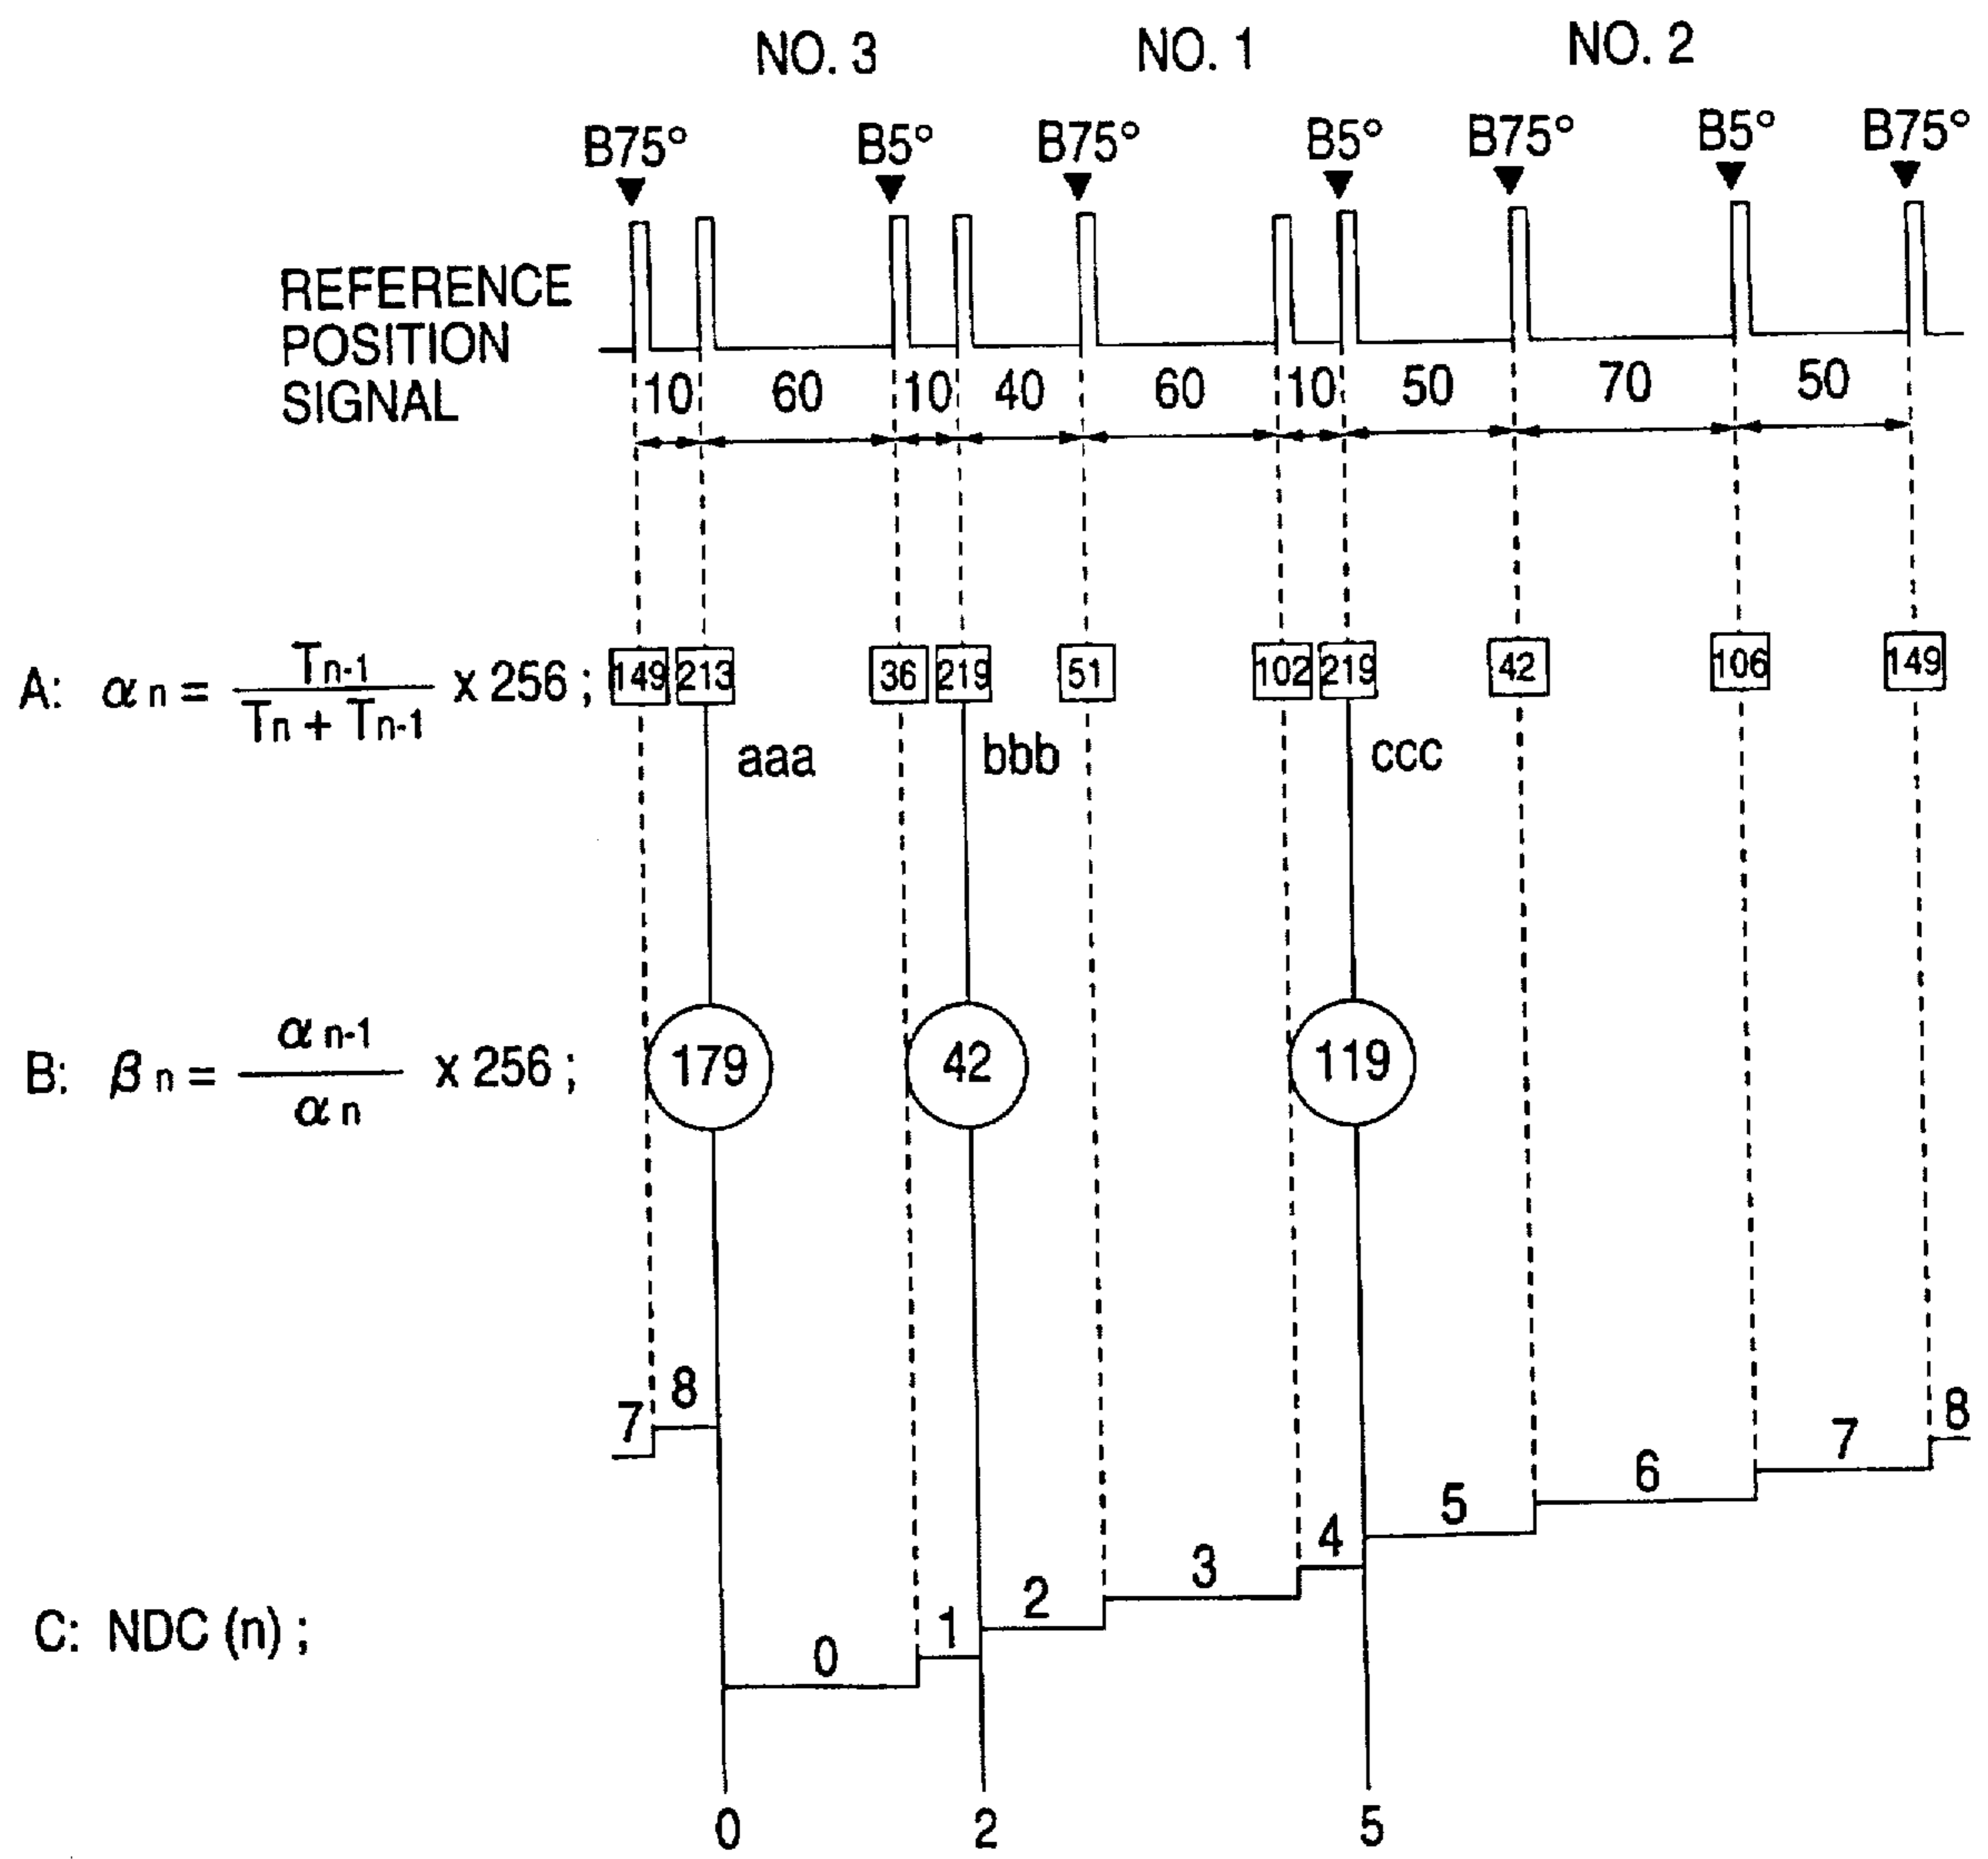 NO. 3 NO. 1 NO. 2
B75° B5° B75° B5° B75° B5° B75°
REFERENCE
POSITION
SIGNAL
10 60 10 40 60 10 50 70 50
A: αn = Tn-1 / Tn + Tn-1 x 256 ; 149 213 36 219 51 102 219 42 106 149
aaa bbb ccc
B: βn = αn-1 / αn x 256 ; 179 42 119
7 8 8
7
6
5
4
3
2
1
0
C: NDC (n) ;
0 2 5